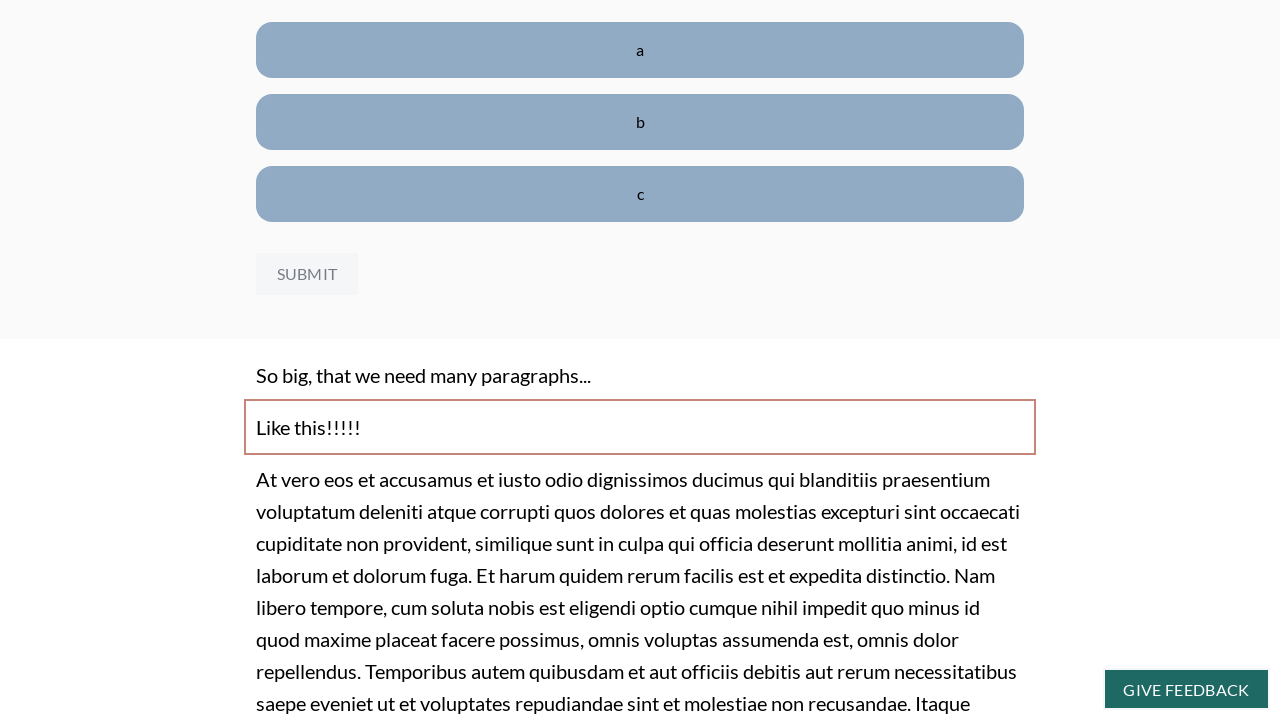 a
b
c
SUBMIT
So big, that we need many paragraphs...
Like this!!!!!
At vero eos et accusamus et iusto odio dignissimos ducimus qui blanditiis praesentium
voluptatum deleniti atque corrupti quos dolores et quas molestias excepturi sint occaecati
cupiditate non provident, similique sunt in culpa qui officia deserunt mollitia animi, id est
laborum et dolorum fuga. Et harum quidem rerum facilis est et expedita distinctio. Nam
libero tempore, cum soluta nobis est eligendi optio cumque nihil impedit quo minus id
quod maxime placeat facere possimus, omnis voluptas assumenda est, omnis dolor
repellendus. Temporibus autem quibusdam et aut officiis debitis aut rerum necessitatibus
saepe eveniet ut et voluptates repudiandae sint et molestiae non recusandae. Itaque
GIVE FEEDBACK